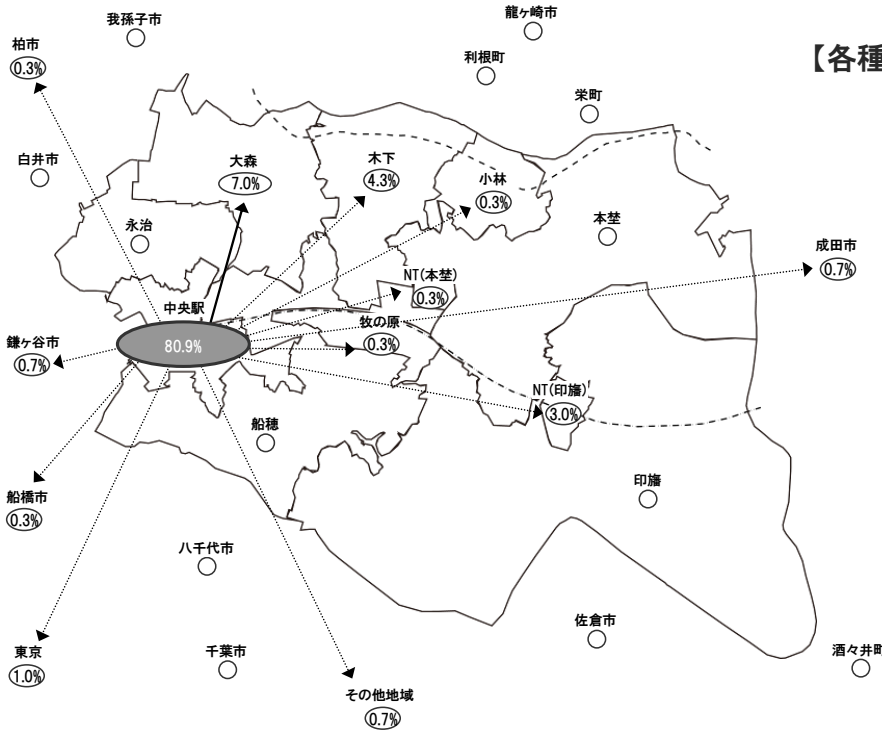 龍ヶ崎市
我孫子市
柏市
0.3%
利根町
【各種
栄町
白井市
大森
7.0%
木下
4.3%
小林
0.3%
永治
本埜
成田市
0.7%
NT(本埜)
0.3%
中央駅
80.9%
牧の原
0.3%
鎌ヶ谷市
0.7%
NT(印旛)
3.0%
船穂
印旛
船橋市
0.3%
八千代市
佐倉市
東京
1.0%
千葉市
酒々井町
その他地域
0.7%